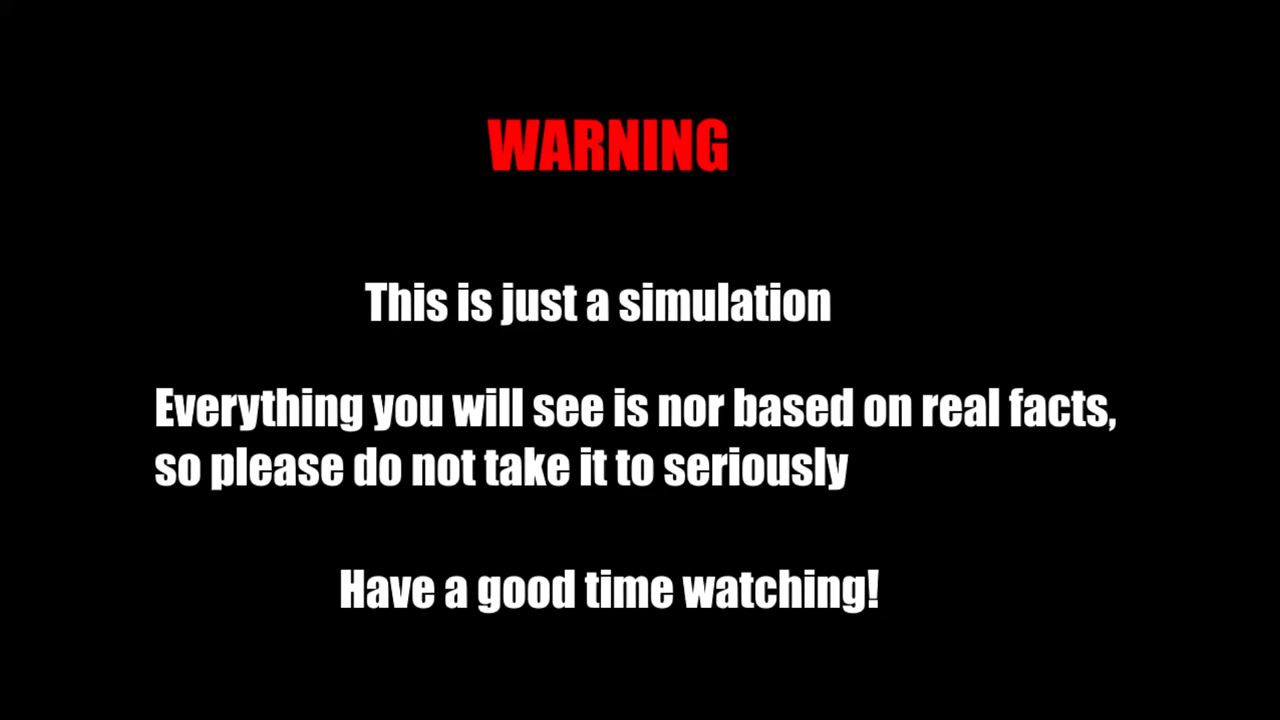 WARNING
This is just a simulation
Everything you will see is nor based on real facts,
so please do not take it to seriously
Have a good time watching!